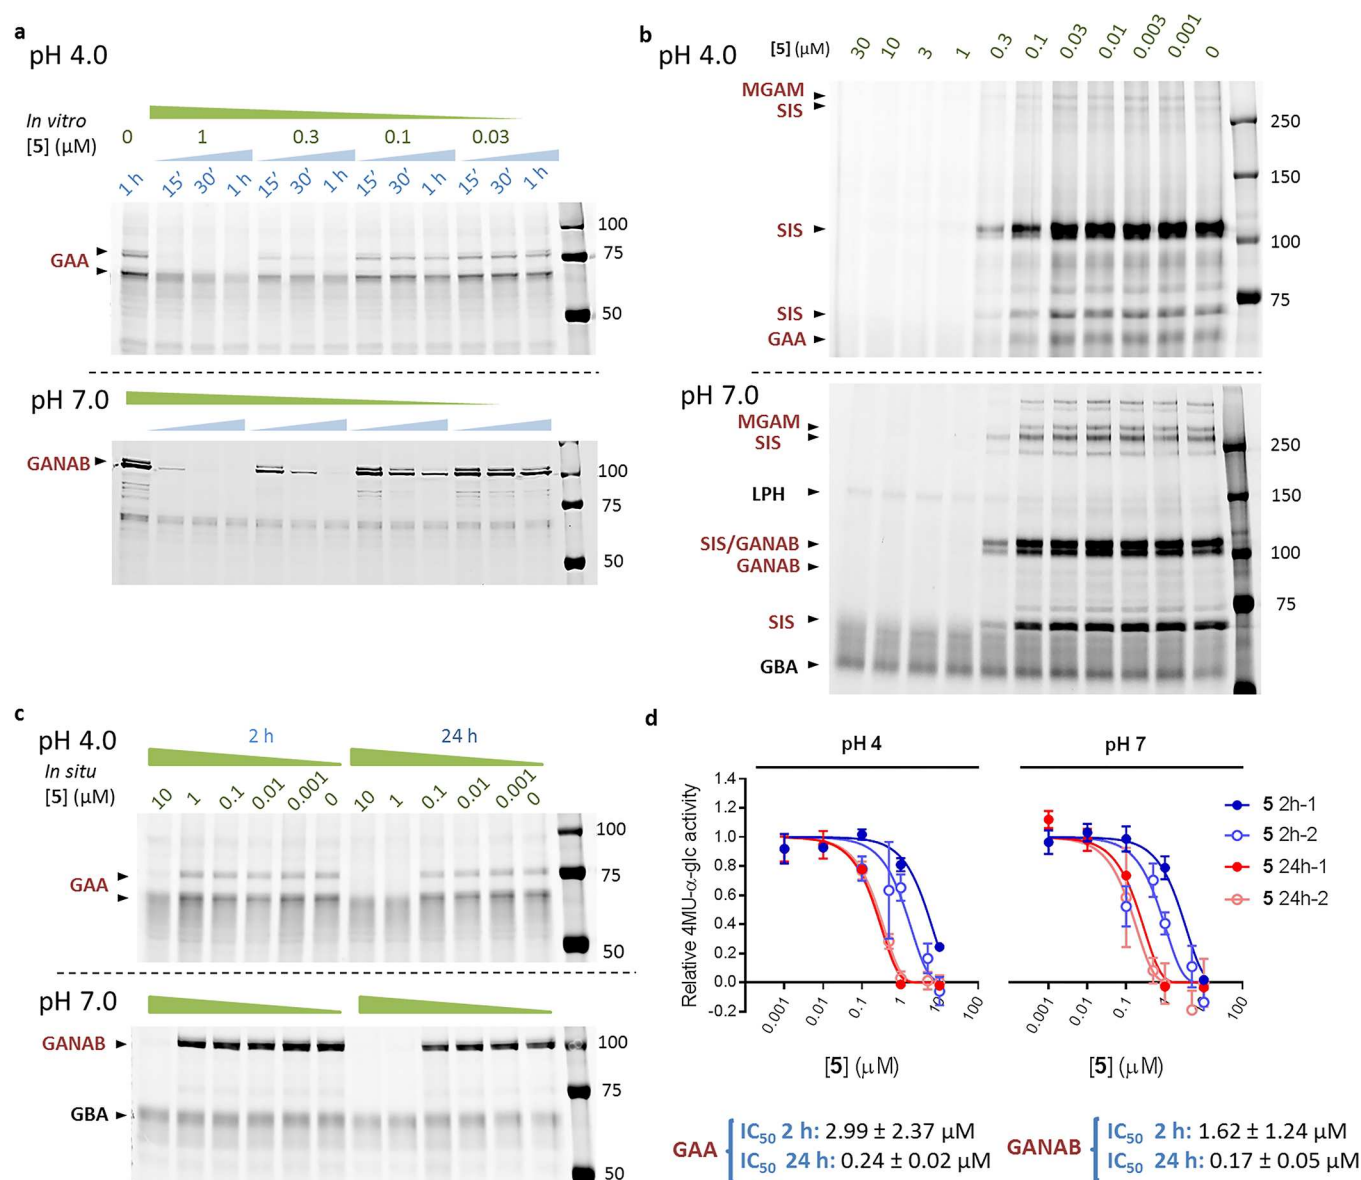 a
pH 4.0
In vitro
[5] (µM)
0 1 0.3 0.1 0.03
1 h 15' 30' 1 h 15' 30' 1 h 15' 30' 1 h 15' 30' 1 h
GAA
100
75
50
pH 7.0
GANAB
100
75
50
b
pH 4.0
[5] (µM) 30 10 3 1 0.3 0.1 0.03 0.01 0.003 0.001 0
MGAM
SIS
250
150
SIS
100
75
SIS
GAA
pH 7.0
MGAM
SIS
250
LPH
150
SIS/GANAB
100
GANAB
75
SIS
GBA
c
pH 4.0
2 h 24 h
In situ
[5] (µM)
10 1 0.1 0.01 0.001 0 10 1 0.1 0.01 0.001 0
100
75
GAA
50
pH 7.0
GANAB
100
75
GBA
50
d
pH 4 pH 7
Relative 4MU-α-glc activity
1.4
1.2
1.0
0.8
0.6
0.4
0.2
0.0
-0.2
0.001 0.01 0.1 1 10 100
0.001 0.01 0.1 100
[5] (µM) [5] (µM)
5 2h-1
5 2h-2
5 24h-1
5 24h-2
GAA
IC50 2 h: 2.99 ± 2.37 µM
IC50 24 h: 0.24 ± 0.02 µM
GANAB
IC50 2 h: 1.62 ± 1.24 µM
IC50 24 h: 0.17 ± 0.05 µM